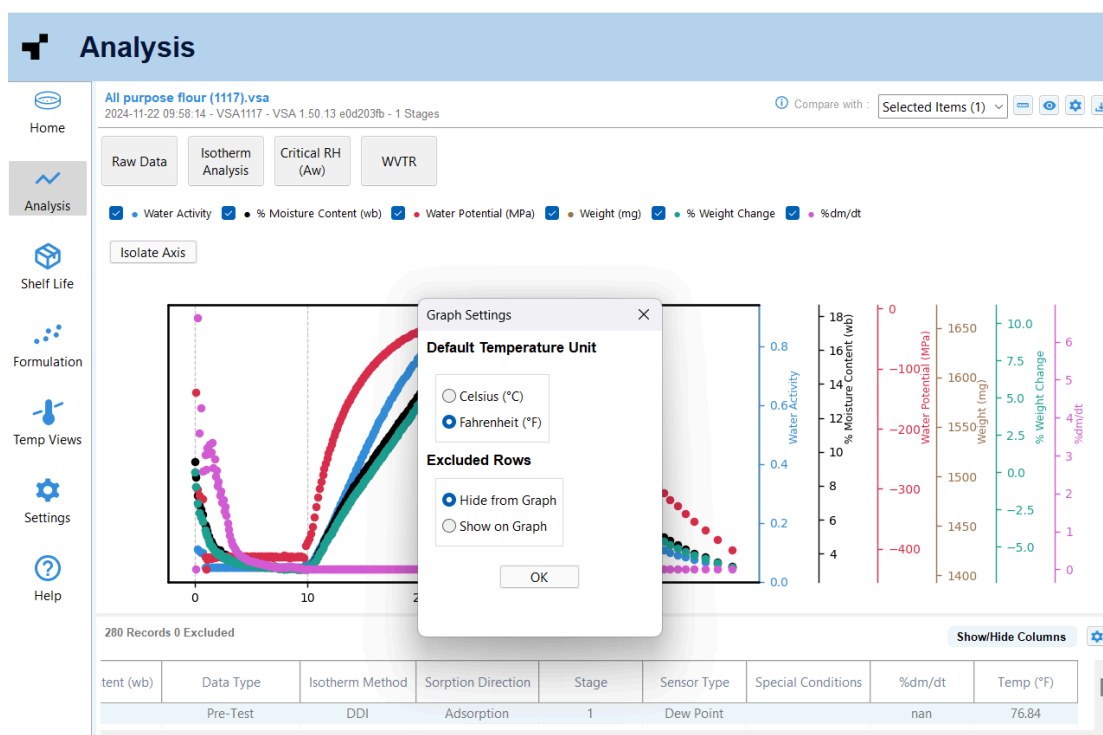 Analysis
Home
Analysis
Shelf Life
Formulation
Temp Views
Settings
Help
All purpose flour (1117).vsa
2024-11-22 09:58:14 - VSA1117 - VSA 1.50.13 e0d203fb - 1 Stages
Compare with :
Selected Items (1)
Raw Data
Isotherm
Analysis
Critical RH
(Aw)
WVTR
Water Activity
% Moisture Content (wb)
Water Potential (MPa)
Weight (mg)
% Weight Change
%dm/dt
Isolate Axis
Graph Settings
Default Temperature Unit
Celsius (°C)
Fahrenheit (°F)
Excluded Rows
Hide from Graph
Show on Graph
OK
0
10
2
0.8
0.6
0.4
0.2
0.0
Water Activity
18
16
14
12
10
8
6
4
% Moisture Content (wb)
0
−100
−200
−300
−400
Water Potential (MPa)
1650
1600
1550
1500
1450
1400
Weight (mg)
10.0
7.5
5.0
2.5
0.0
−2.5
−5.0
% Weight Change
6
5
4
3
2
1
0
%dm/dt
280 Records 0 Excluded
Show/Hide Columns
tent (wb) Data Type Isotherm Method Sorption Direction Stage Sensor Type Special Conditions %dm/dt Temp (°F)
Pre-Test DDI Adsorption 1 Dew Point nan 76.84